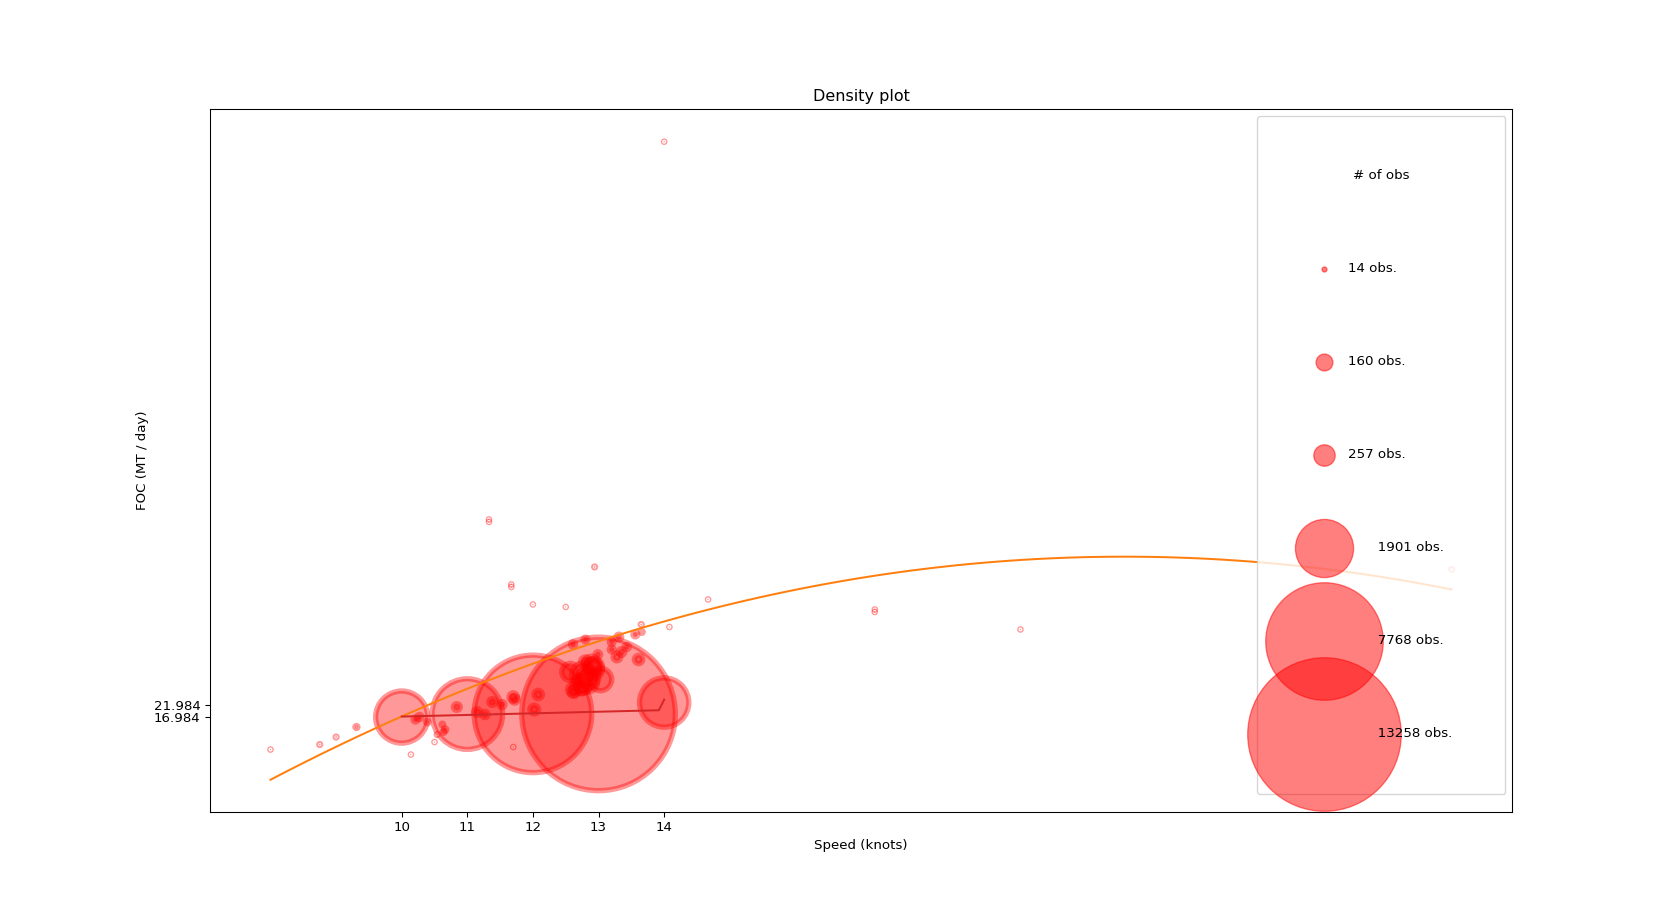 Density plot
# of obs
14 obs.
160 obs.
257 obs.
1901 obs.
7768 obs.
13258 obs.
FOC (MT / day)
21.984
16.984
10 11 12 13 14
Speed (knots)